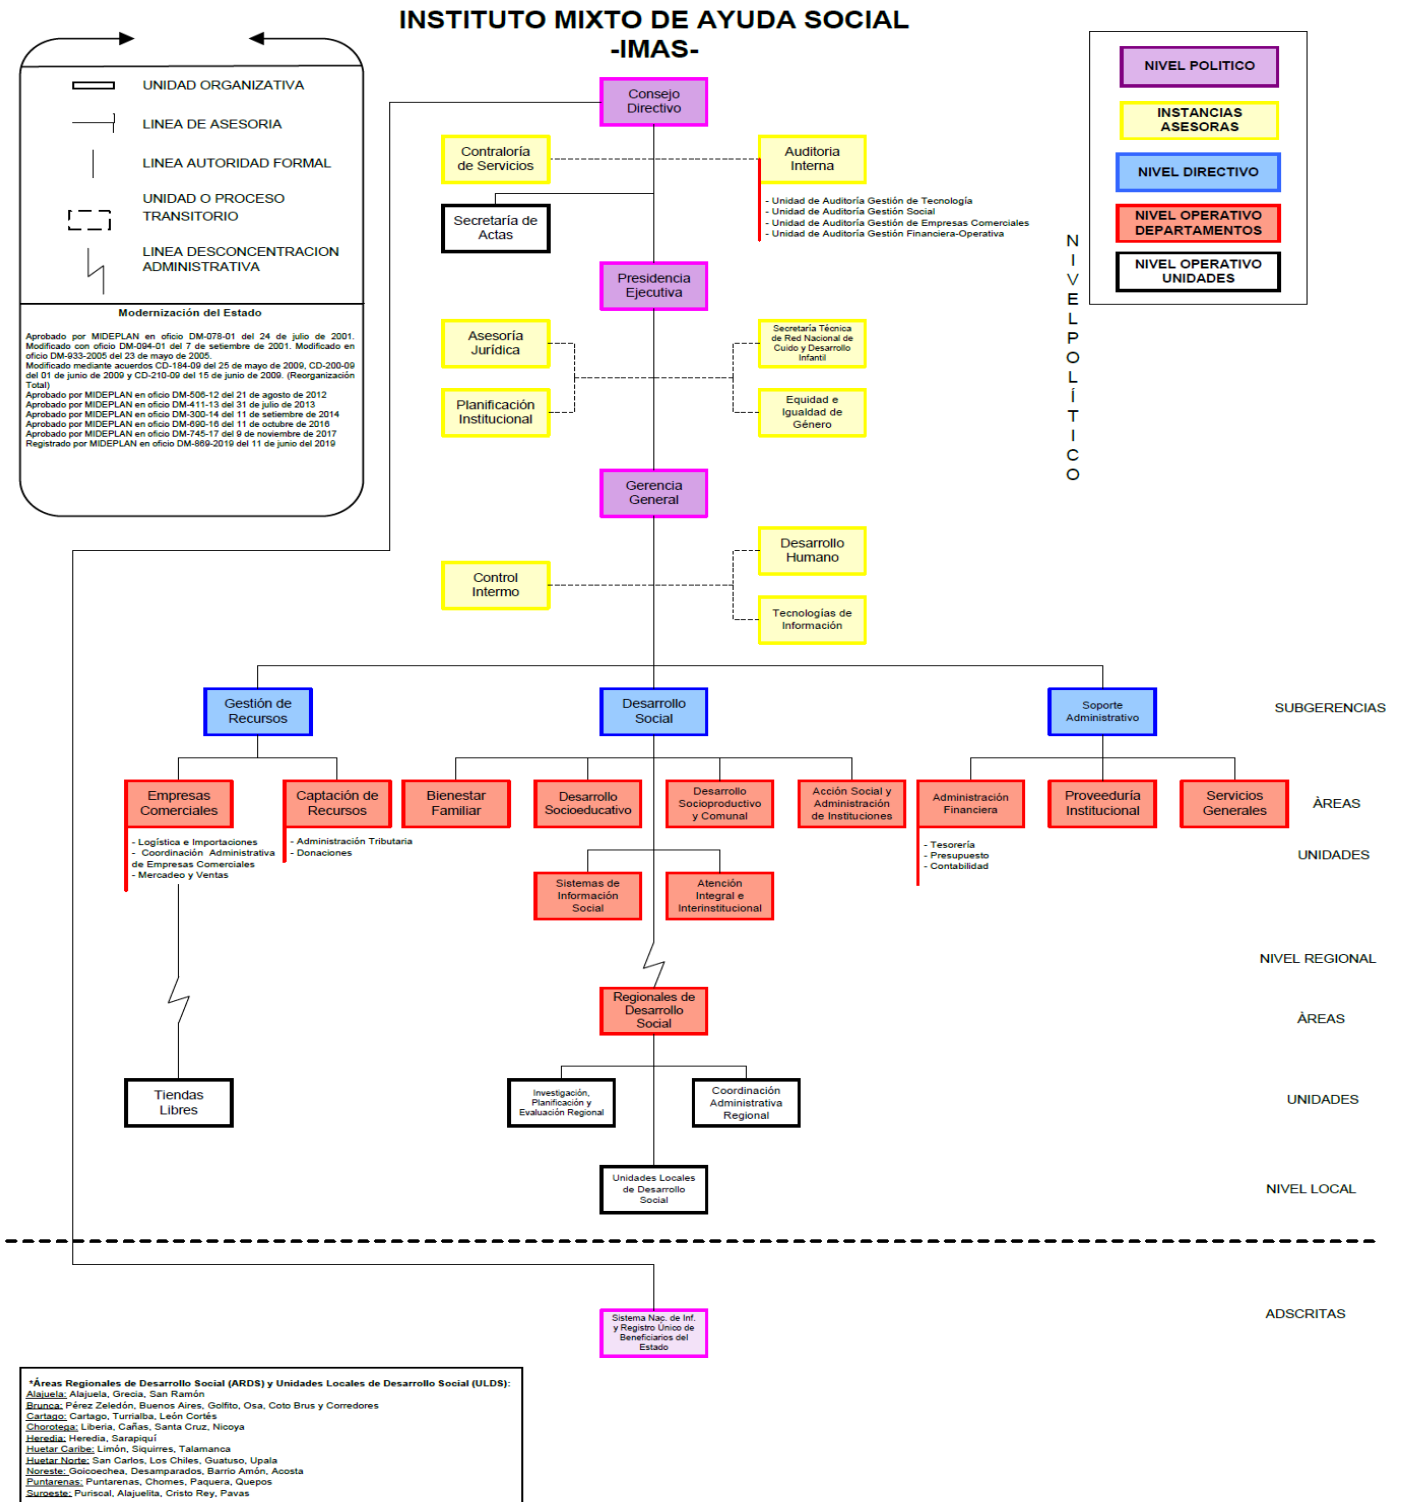 INSTITUTO MIXTO DE AYUDA SOCIAL
-IMAS-
UNIDAD ORGANIZATIVA
LINEA DE ASESORIA
LINEA AUTORIDAD FORMAL
UNIDAD O PROCESO
TRANSITORIO
LINEA DESCONCENTRACION
ADMINISTRATIVA
Modernización del Estado
Aprobado por MIDEPLAN en oficio DM-078-01 del 24 de julio de 2001.
Modificado con oficio DM-094-01 del 7 de setiembre de 2001. Modificado en
oficio DM-933-2005 del 23 de mayo de 2005.
Modificado mediante acuerdos CD-184-09 del 25 de mayo de 2009, CD-200-09
del 01 de junio de 2009 y CD-210-09 del 15 de junio de 2009. (Reorganización
Total)
Aprobado por MIDEPLAN en oficio DM-506-12 del 21 de agosto de 2012
Aprobado por MIDEPLAN en oficio DM-411-13 del 31 de julio de 2013
Aprobado por MIDEPLAN en oficio DM-300-14 del 11 de setiembre de 2014
Aprobado por MIDEPLAN en oficio DM-690-16 del 11 de octubre de 2016
Aprobado por MIDEPLAN en oficio DM-745-17 del 9 de noviembre de 2017
Registrado por MIDEPLAN en oficio DM-869-2019 del 11 de junio del 2019
NIVEL POLITICO
INSTANCIAS
ASESORAS
NIVEL DIRECTIVO
NIVEL OPERATIVO
DEPARTAMENTOS
NIVEL OPERATIVO
UNIDADES
NIVEL POLÍTICO
Consejo
Directivo
Contraloría
de Servicios
Auditoria
Interna
- Unidad de Auditoría Gestión de Tecnología
- Unidad de Auditoría Gestión Social
- Unidad de Auditoría Gestión de Empresas Comerciales
- Unidad de Auditoría Gestión Financiera-Operativa
Secretaría de
Actas
Presidencia
Ejecutiva
Asesoría
Jurídica
Secretaría Técnica
de Red Nacional de
Cuido y Desarrollo
Infantil
Planificación
Institucional
Equidad e
Igualdad de
Género
Gerencia
General
Desarrollo
Humano
Control
Intermo
Tecnologías de
Información
Gestión de
Recursos
Desarrollo
Social
Soporte
Administrativo
SUBGERENCIAS
Empresas
Comerciales
Captación de
Recursos
Bienestar
Familiar
Desarrollo
Socioeducativo
Desarrollo
Socioproductivo
y Comunal
Acción Social y
Administración
de Instituciones
Administración
Financiera
Proveeduría
Institucional
Servicios
Generales
ÀREAS
- Logística e Importaciones
- Coordinación Administrativa
de Empresas Comerciales
- Mercadeo y Ventas
- Administración Tributaria
- Donaciones
- Tesorería
- Presupuesto
- Contabilidad
UNIDADES
Sistemas de
Información
Social
Atención
Integral e
Interinstitucional
NIVEL REGIONAL
Regionales de
Desarrollo
Social
ÀREAS
Tiendas
Libres
Investigación,
Planificación y
Evaluación Regional
Coordinación
Administrativa
Regional
UNIDADES
Unidades Locales
de Desarrollo
Social
NIVEL LOCAL
Sistema Nac. de Inf.
y Registro Único de
Beneficiarios del
Estado
ADSCRITAS
*Áreas Regionales de Desarrollo Social (ARDS) y Unidades Locales de Desarrollo Social (ULDS):
Alajuela: Alajuela, Grecia, San Ramón
Brunca: Pérez Zeledón, Buenos Aires, Golfito, Osa, Coto Brus y Corredores
Cartago: Cartago, Turrialba, León Cortés
Chorotega: Liberia, Cañas, Santa Cruz, Nicoya
Heredia: Heredia, Sarapiquí
Huetar Caribe: Limón, Siquirres, Talamanca
Huetar Norte: San Carlos, Los Chiles, Guatuso, Upala
Noreste: Goicoechea, Desamparados, Barrio Amón, Acosta
Puntarenas: Puntarenas, Chomes, Paquera, Quepos
Suroeste: Puriscal, Alajuelita, Cristo Rey, Pavas